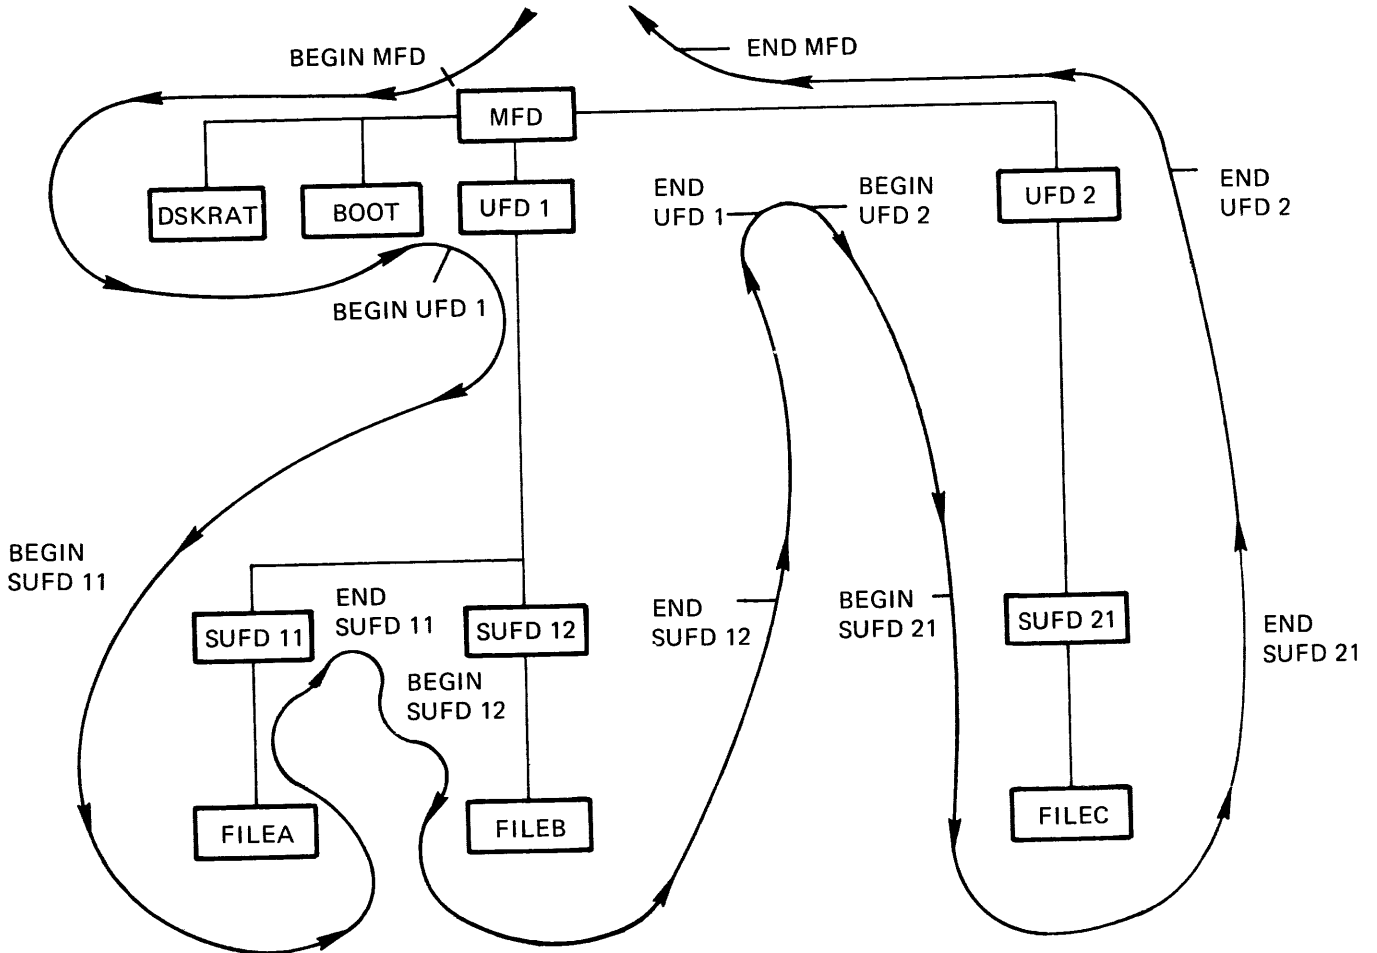 BEGIN MFD
END MFD
MFD
DSKRAT
BOOT
UFD 1
END
UFD 1
BEGIN
UFD 2
UFD 2
END
UFD 2
BEGIN UFD 1
BEGIN
SUFD 11
SUFD 11
END
SUFD 11
SUFD 12
BEGIN
SUFD 12
END
SUFD 12
BEGIN
SUFD 21
SUFD 21
END
SUFD 21
FILEA
FILEB
FILEC